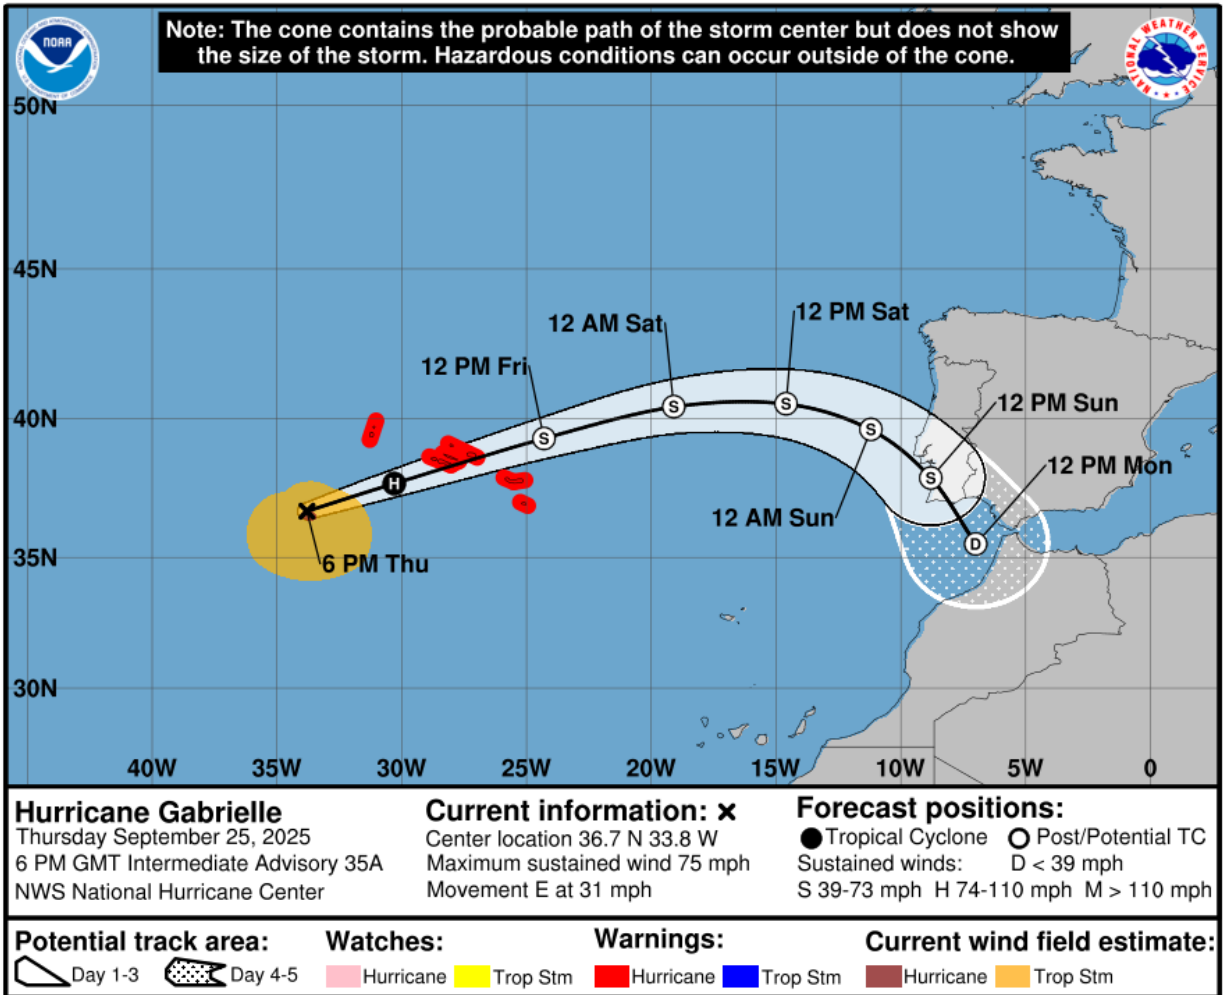 Note: The cone contains the probable path of the storm center but does not show
the size of the storm. Hazardous conditions can occur outside of the cone.
NOAA
NATIONAL WEATHER SERVICE
50N
45N
12 AM Sat
12 PM Sat
12 PM Fri
40N
12 PM Sun
12 PM Mon
S
S
S
S
S
H
12 AM Sun
D
35N
6 PM Thu
30N
40W
35W
30W
25W
20W
15W
10W
5W
0
Hurricane Gabrielle
Thursday September 25, 2025
6 PM GMT Intermediate Advisory 35A
NWS National Hurricane Center
Current information: ×
Center location 36.7 N 33.8 W
Maximum sustained wind 75 mph
Movement E at 31 mph
Forecast positions:
Tropical Cyclone
Post/Potential TC
Sustained winds: D < 39 mph
S 39-73 mph H 74-110 mph M > 110 mph
Potential track area:
Day 1-3
Day 4-5
Watches:
Hurricane
Trop Stm
Warnings:
Hurricane
Trop Stm
Current wind field estimate:
Hurricane
Trop Stm